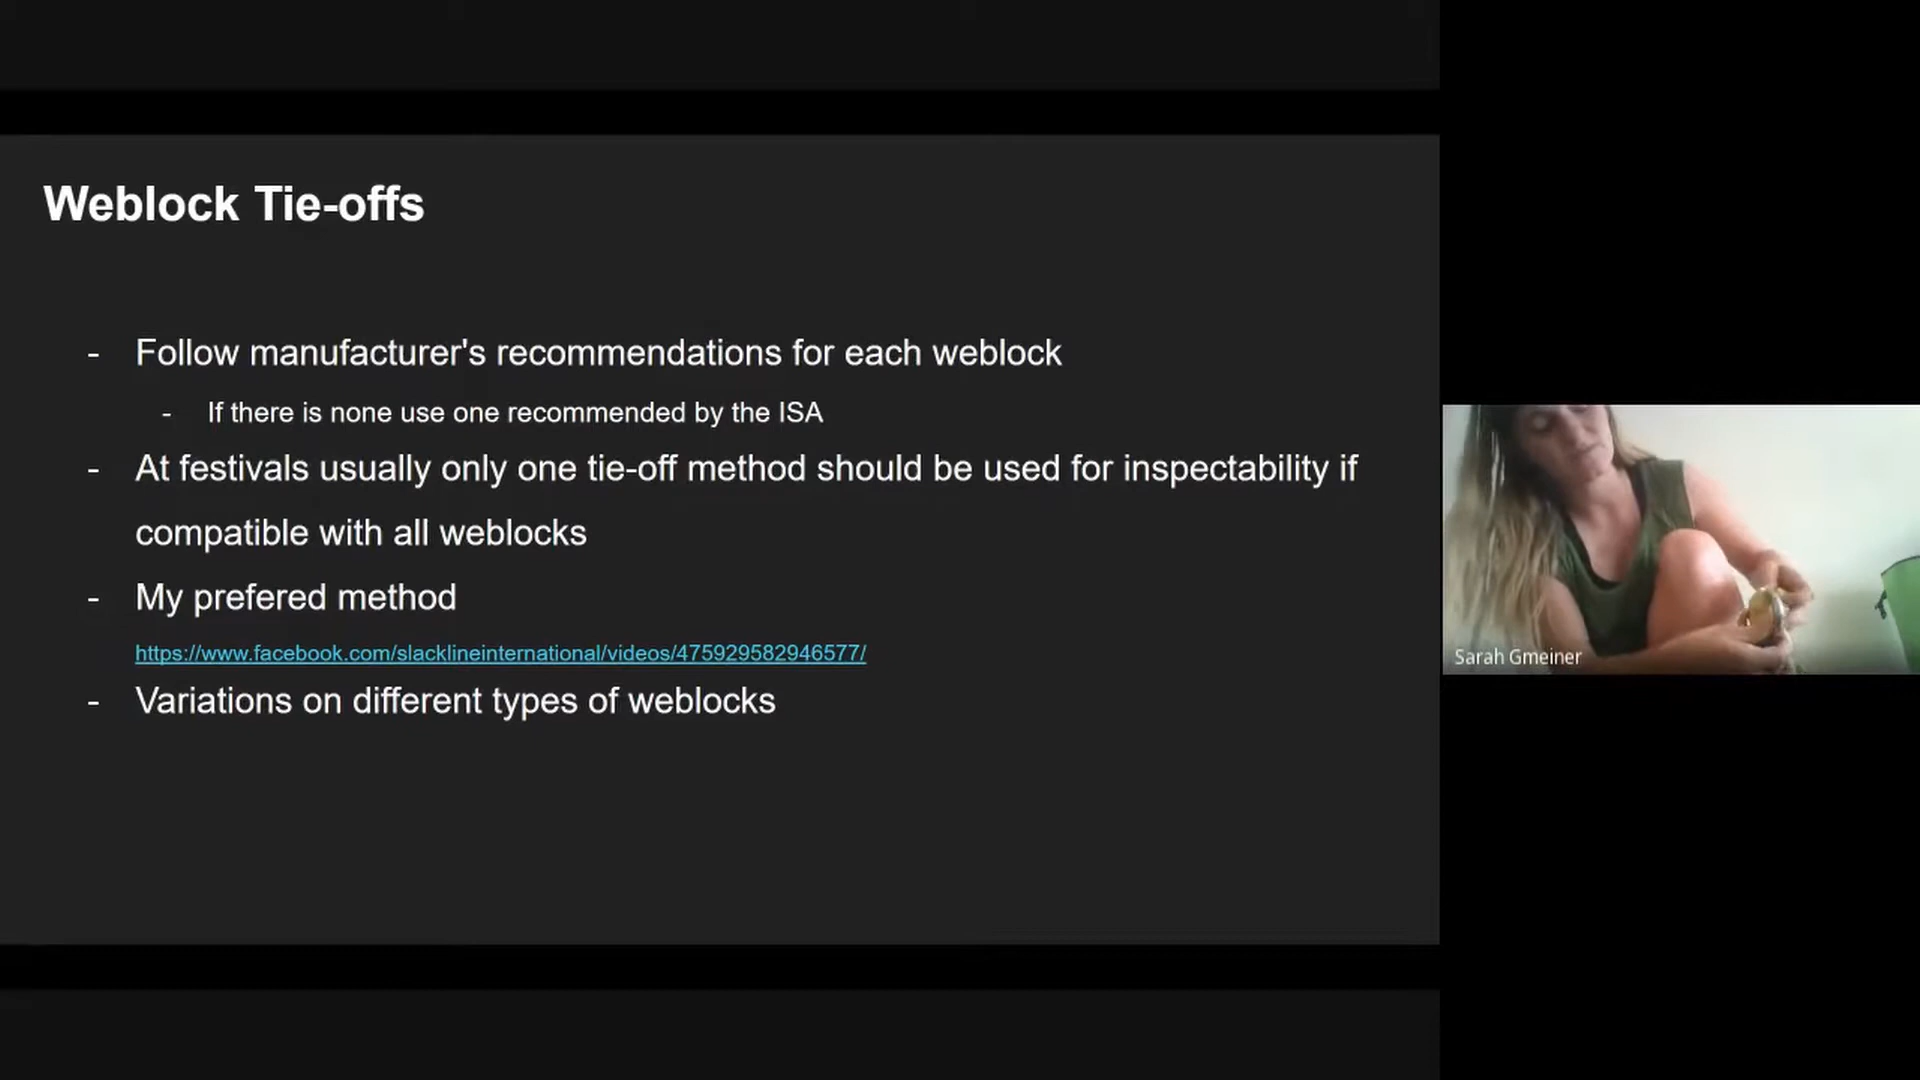 Weblock Tie-offs
- Follow manufacturer's recommendations for each weblock
- If there is none use one recommended by the ISA
- At festivals usually only one tie-off method should be used for inspectability if
compatible with all weblocks
- My prefered method
https://www.facebook.com/slacklineinternational/videos/475929582946577/
- Variations on different types of weblocks
Sarah Gmeiner